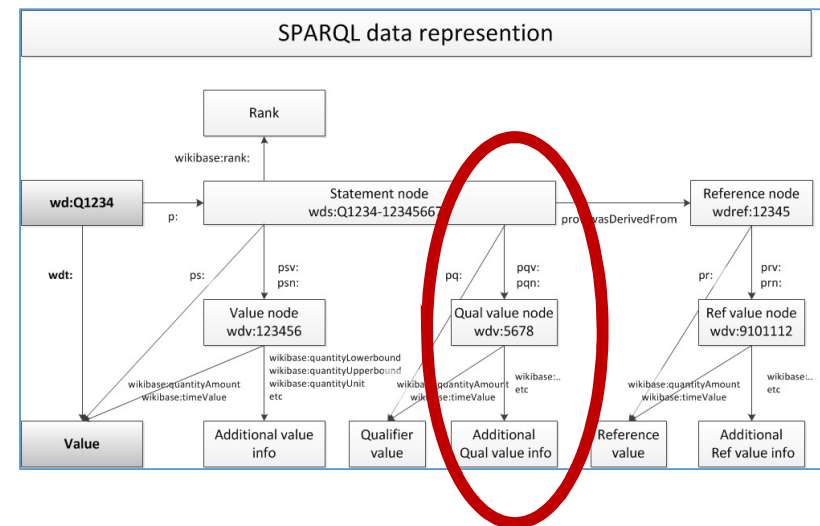 SPARQL data represention
Rank
wikibase:rank:
wd:Q1234
p:
Statement node
wds:Q1234-12345667
prov:wasDerivedFrom
Reference node
wdref:12345
wdt:
ps:
psv:
psn:
pq:
pqv:
pqn:
pr:
prv:
prn:
Value node
wdv:123456
Qual value node
wdv:5678
Ref value node
wdv:9101112
wikibase:quantityLowerbound
wikibase:quantityUpperbound
wikibase:quantityUnit
etc
wikibase:quantityAmount
wikibase:timeValue
wikibase:quantityAmount
wikibase:timeValue
wikibase:..
etc
wikibase:quantityAmount
wikibase:timeValue
wikibase:..
etc
Value
Additional value
info
Qualifier
value
Additional
Qual value info
Reference
value
Additional
Ref value info